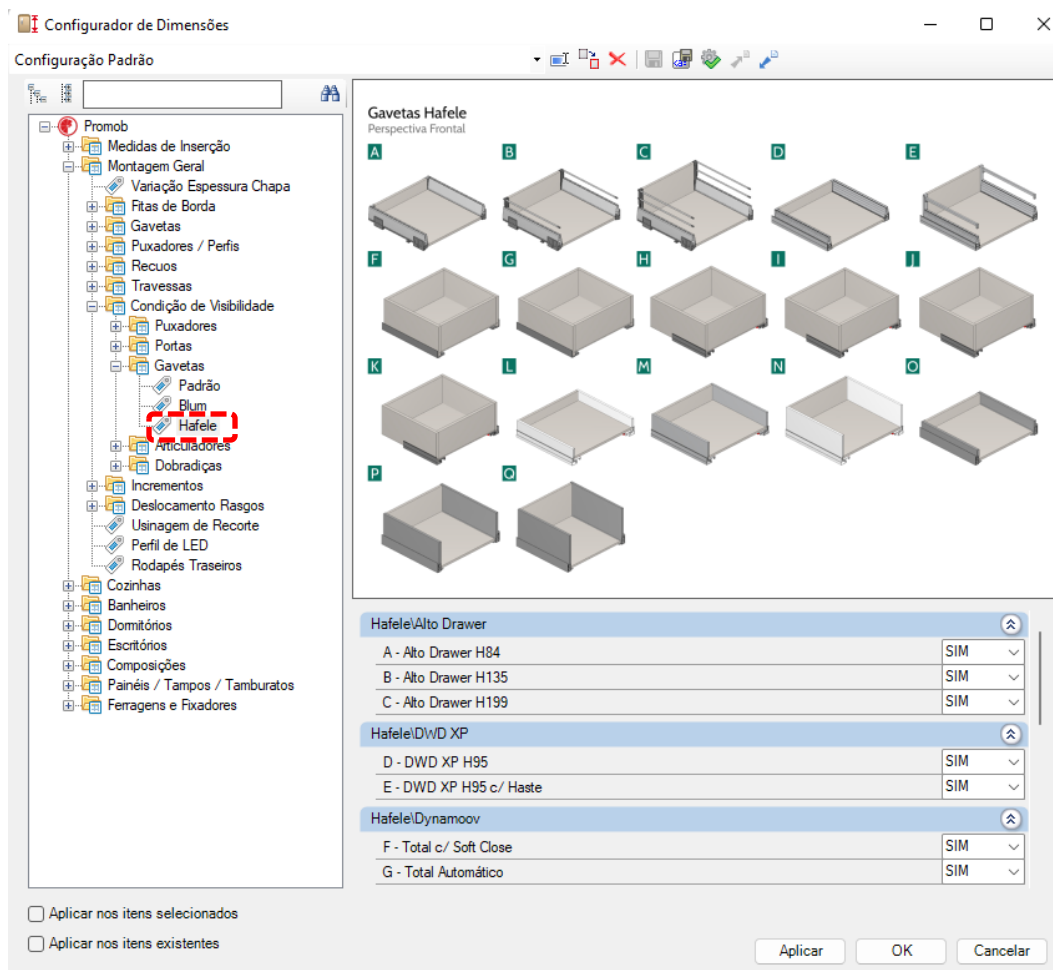 Configurador de Dimensões
Configuração Padrão
Promob
Medidas de Inserção
Montagem Geral
Variação Espessura Chapa
Fitas de Borda
Gavetas
Puxadores / Perfis
Recuos
Travessas
Condição de Visibilidade
Puxadores
Portas
Gavetas
Padrão
Blum
Hafele
Articuladores
Dobradiças
Incrementos
Deslocamento Rasgos
Usinagem de Recorte
Perfil de LED
Rodapés Traseiros
Cozinhas
Banheiros
Dormitórios
Escritórios
Composições
Painéis / Tampos / Tamburatos
Ferragens e Fixadores
Gavetas Hafele
Perspectiva Frontal
A B C D E
F G H I J
K L M N O
P Q
Hafele\Alto Drawer
A - Alto Drawer H84 SIM
B - Alto Drawer H135 SIM
C - Alto Drawer H199 SIM
Hafele\DWD XP
D - DWD XP H95 SIM
E - DWD XP H95 c/ Haste SIM
Hafele\Dynamoov
F - Total c/ Soft Close SIM
G - Total Automático SIM
Aplicar nos itens selecionados
Aplicar nos itens existentes
Aplicar OK Cancelar